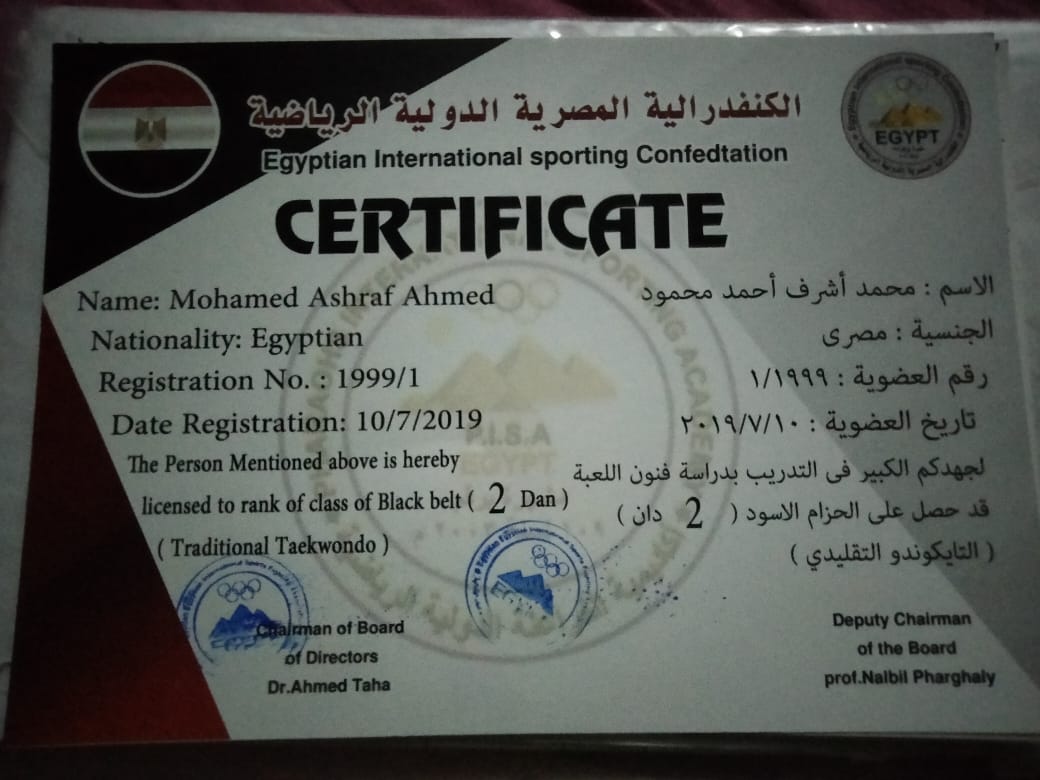 الكنفدرالية المصرية الدولية الرياضية
Egyptian International sporting Confedtation
EGYPT
CERTIFICATE
Name: Mohamed Ashraf Ahmed
الاسم : محمد أشرف أحمد محمود
Nationality: Egyptian
الجنسية : مصرى
Registration No. : 1999/1
رقم العضوية : ١/١٩٩٩
Date Registration: 10/7/2019
تاريخ العضوية : ٢٠١٩/٧/١٠
The Person Mentioned above is hereby
لجهدكم الكبير فى التدريب بدراسة فنون اللعبة
licensed to rank of class of Black belt ( 2 Dan )
قد حصل على الحزام الاسود ( 2 دان )
( Traditional Taekwondo )
( التايكوندو التقليدي )
Chairman of Board
of Directors
Dr.Ahmed Taha
Deputy Chairman
of the Board
prof.Nalbil Pharghaly